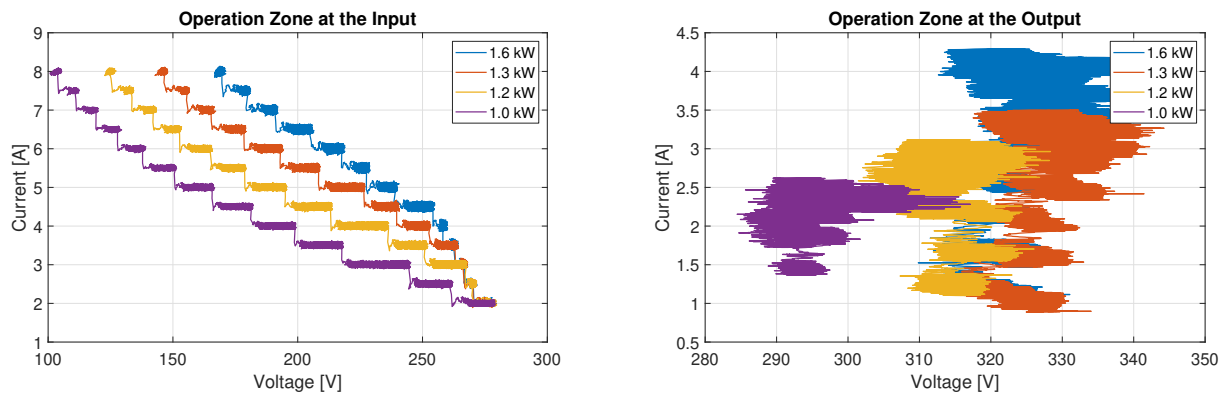 Operation Zone at the Input
9
8
7
6
5
4
3
2
1
Current [A]
100
150
200
250
300
Voltage [V]
1.6 kW
1.3 kW
1.2 kW
1.0 kW
Operation Zone at the Output
4.5
4
3.5
3
2.5
2
1.5
1
0.5
Current [A]
280
290
300
310
320
330
340
350
Voltage [V]
1.6 kW
1.3 kW
1.2 kW
1.0 kW